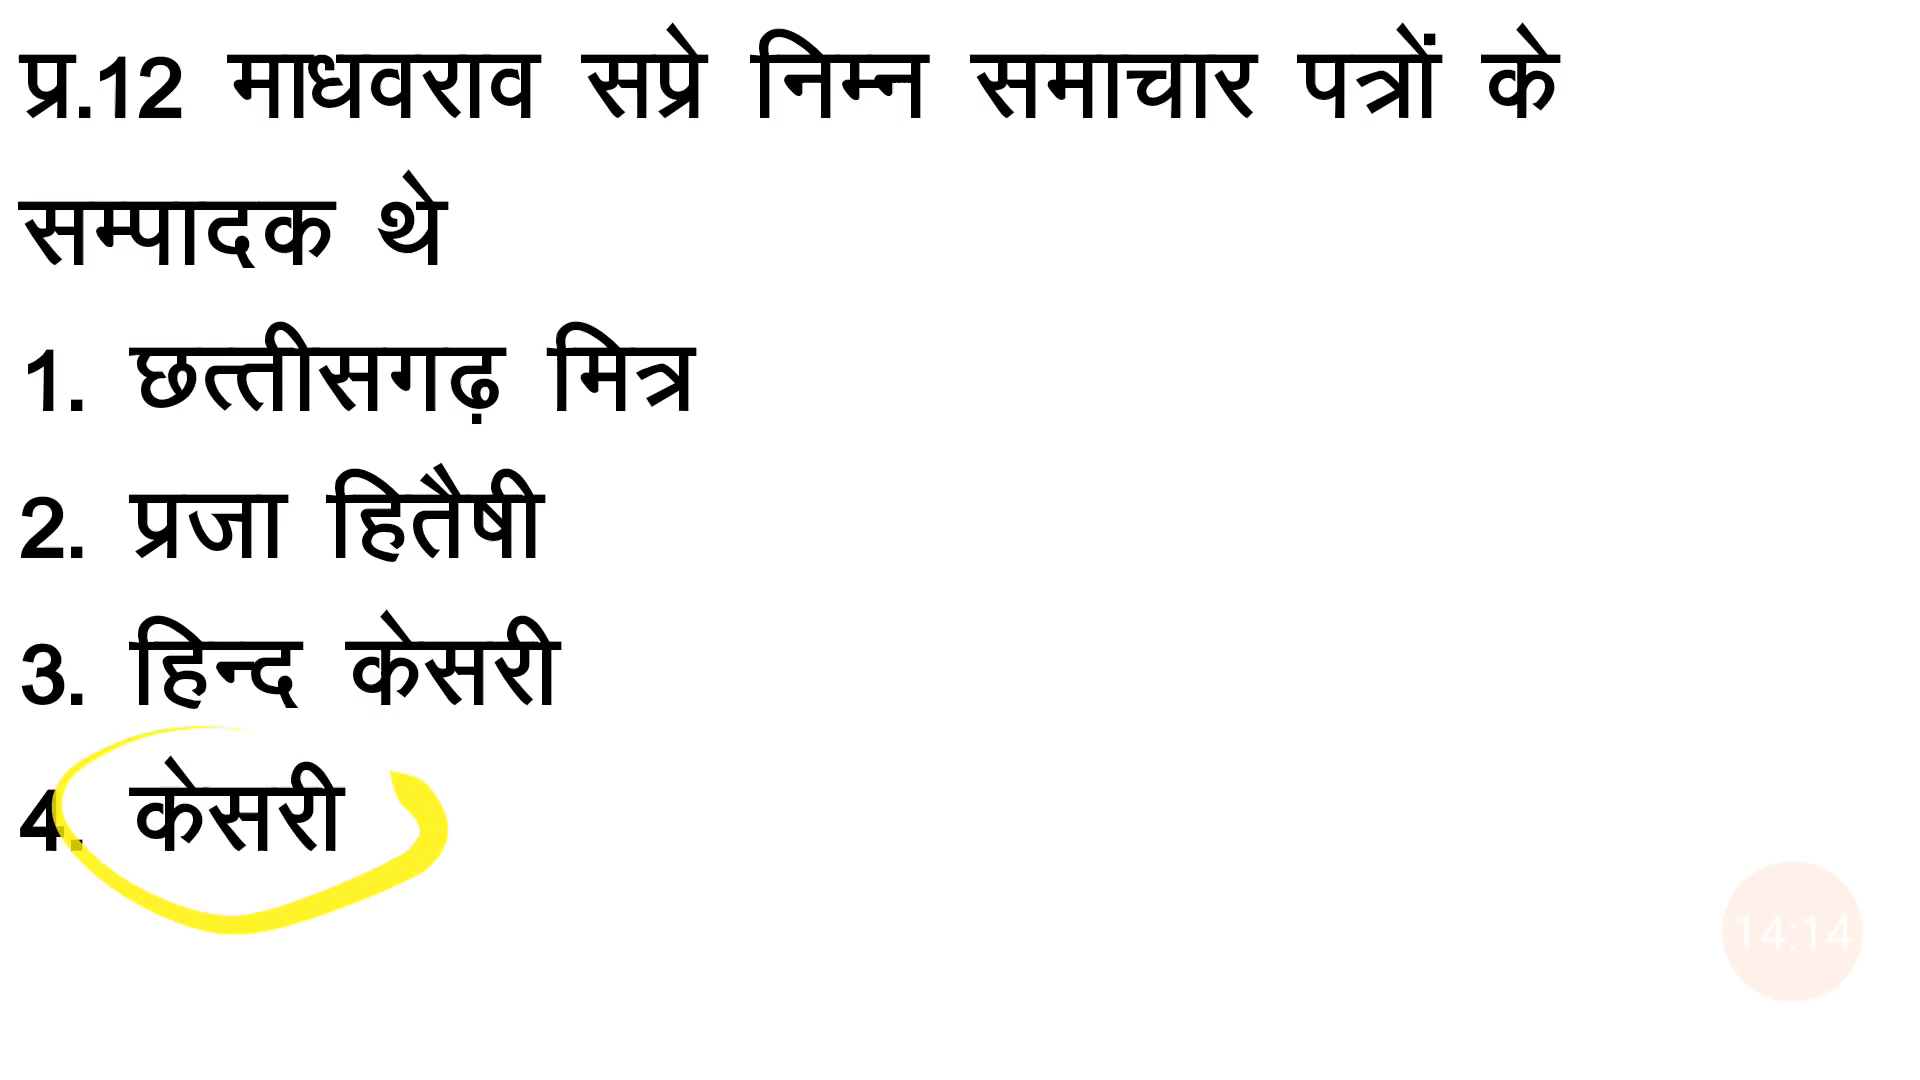 प्र.12 माधवराव सप्रे निम्न समाचार पत्रों के
सम्पादक थे
1. छत्तीसगढ़ मित्र
2. प्रजा हितैषी
3. हिन्द केसरी
4. केसरी
14:14